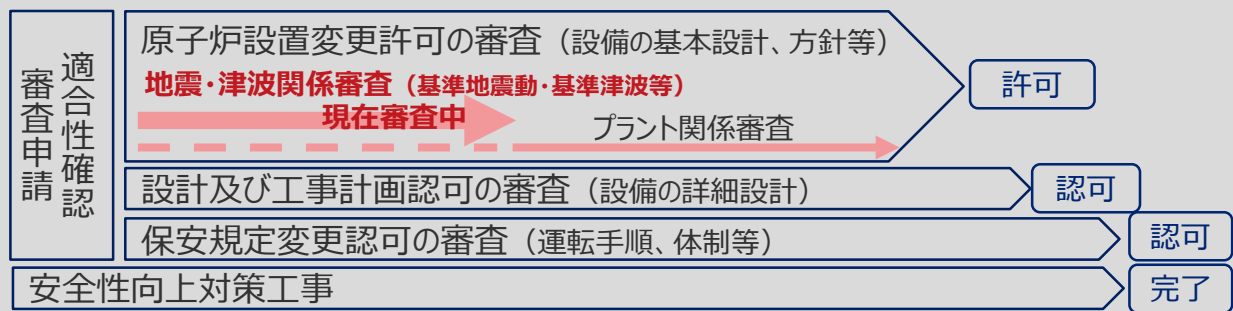 適合性確認
審査申請
原子炉設置変更許可の審査（設備の基本設計、方針等）
地震・津波関係審査（基準地震動・基準津波等）
現在審査中
プラント関係審査
許可
設計及び工事計画認可の審査（設備の詳細設計）
認可
保安規定変更認可の審査（運転手順、体制等）
認可
安全性向上対策工事
完了